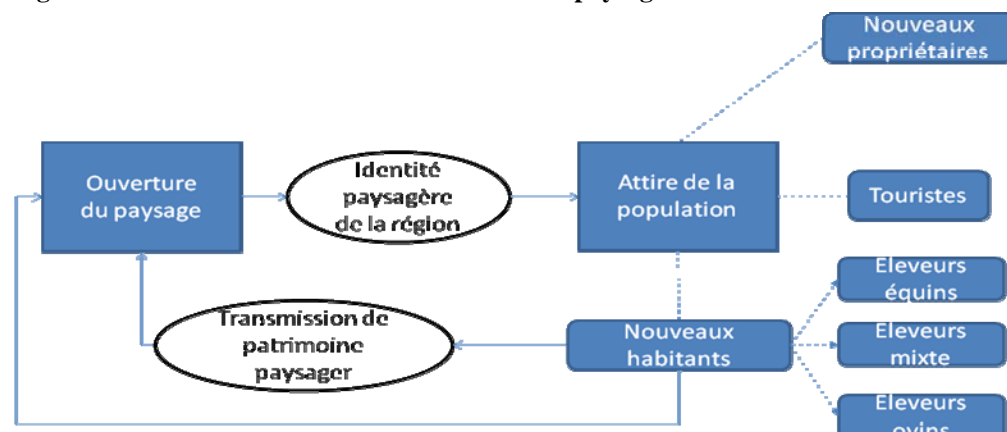 Nouveaux
propriétaires
Identité
paysagère
de la région
Ouverture
du paysage
Attire de la
population
Touristes
Eleveurs
équins
Transmission de
patrimoine
paysager
Nouveaux
habitants
Eleveurs
mixte
Eleveurs
ovins